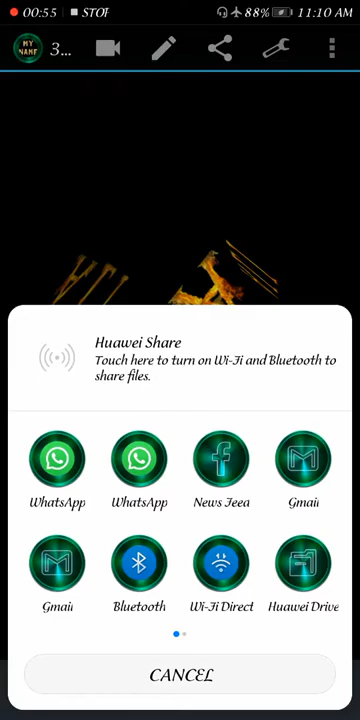 00:55 STOP 88% 11:10 AM
MY NAME 3...
Huawei Share
Touch here to turn on Wi-Fi and Bluetooth to
share files.
WhatsApp WhatsApp News Feed Gmail
Gmail Bluetooth Wi-Fi Direct Huawei Drive
CANCEL